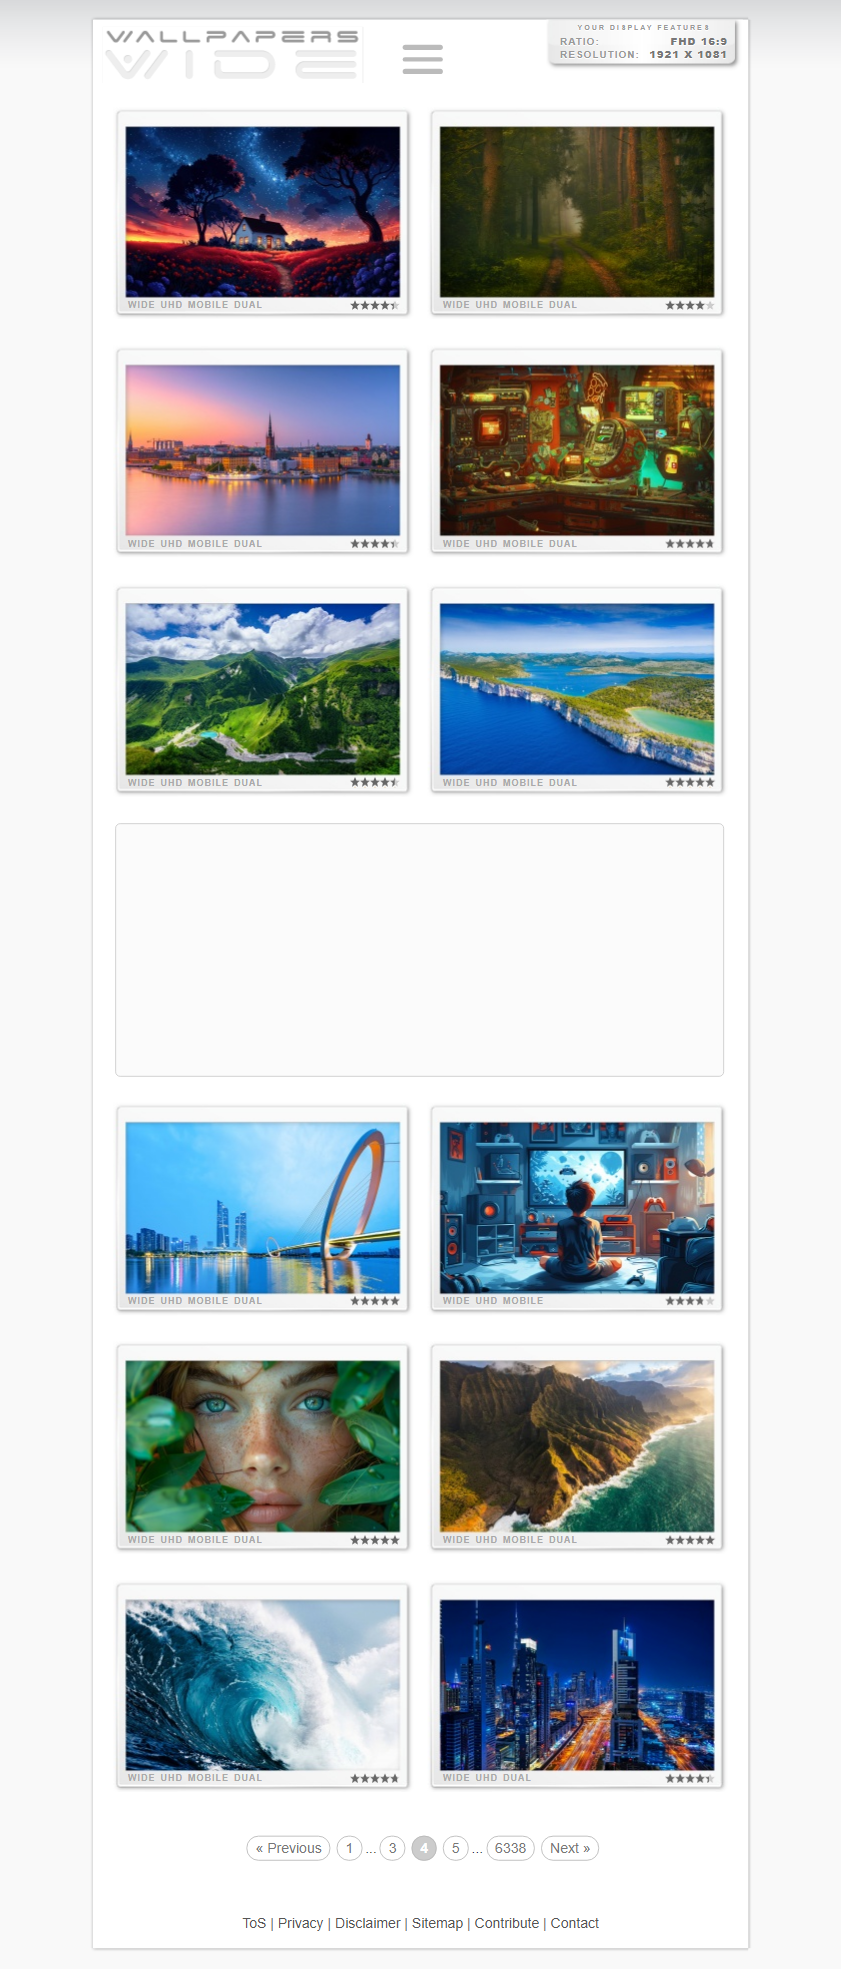 WALLPAPERS
WIDE
YOUR DISPLAY FEATURES
RATIO: FHD 16:9
RESOLUTION: 1921 X 1081
WIDE UHD MOBILE DUAL
WIDE UHD MOBILE DUAL
WIDE UHD MOBILE DUAL
WIDE UHD MOBILE DUAL
WIDE UHD MOBILE DUAL
WIDE UHD MOBILE DUAL
WIDE UHD MOBILE DUAL
WIDE UHD MOBILE
WIDE UHD MOBILE DUAL
WIDE UHD MOBILE DUAL
WIDE UHD MOBILE DUAL
WIDE UHD DUAL
« Previous 1 ... 3 4 5 ... 6338 Next »
ToS | Privacy | Disclaimer | Sitemap | Contribute | Contact